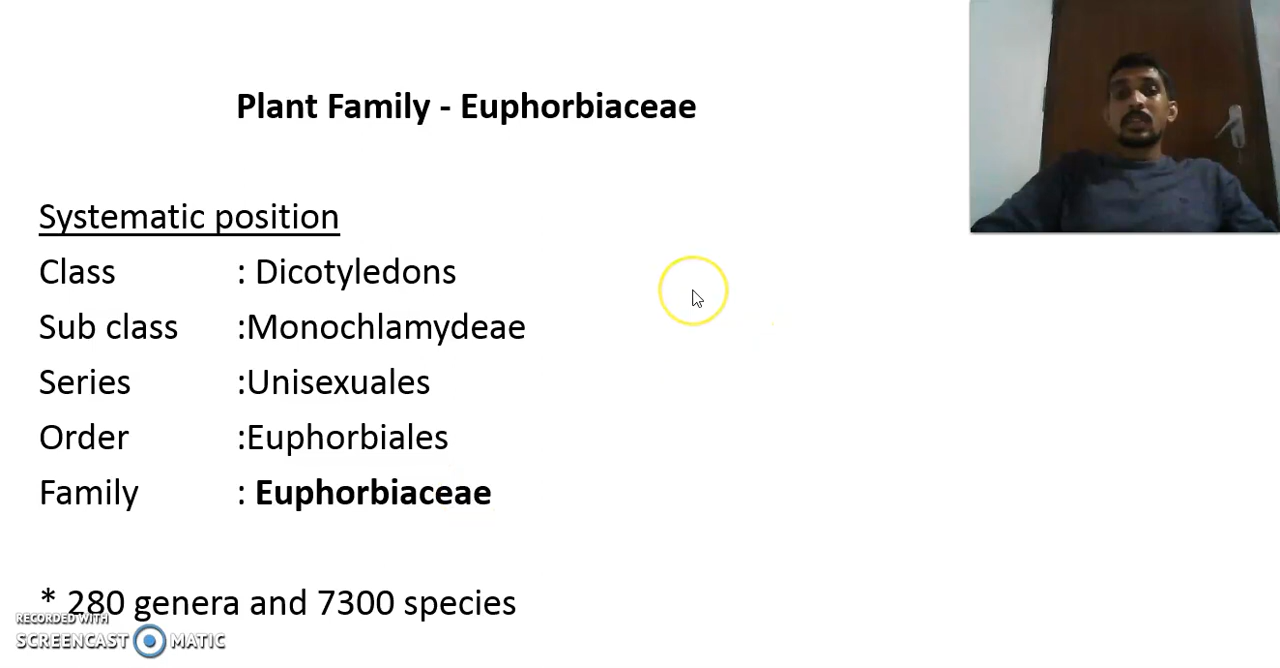 Plant Family - Euphorbiaceae
Systematic position
Class : Dicotyledons
Sub class :Monochlamydeae
Series :Unisexuales
Order :Euphorbiales
Family : Euphorbiaceae
* 280 genera and 7300 species
RECORDED WITH
SCREENCAST MATIC